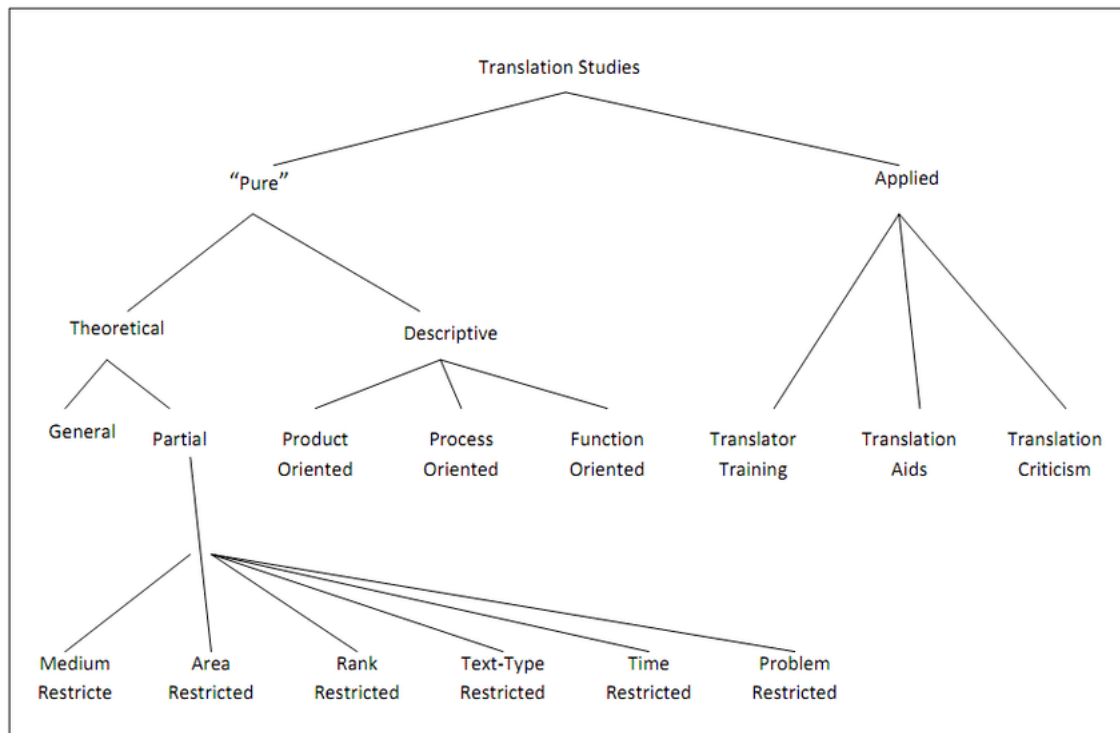 Translation Studies
“Pure”
Applied
Theoretical
Descriptive
General
Partial
Product
Oriented
Process
Oriented
Function
Oriented
Translator
Training
Translation
Aids
Translation
Criticism
Medium
Restricte
Area
Restricted
Rank
Restricted
Text-Type
Restricted
Time
Restricted
Problem
Restricted